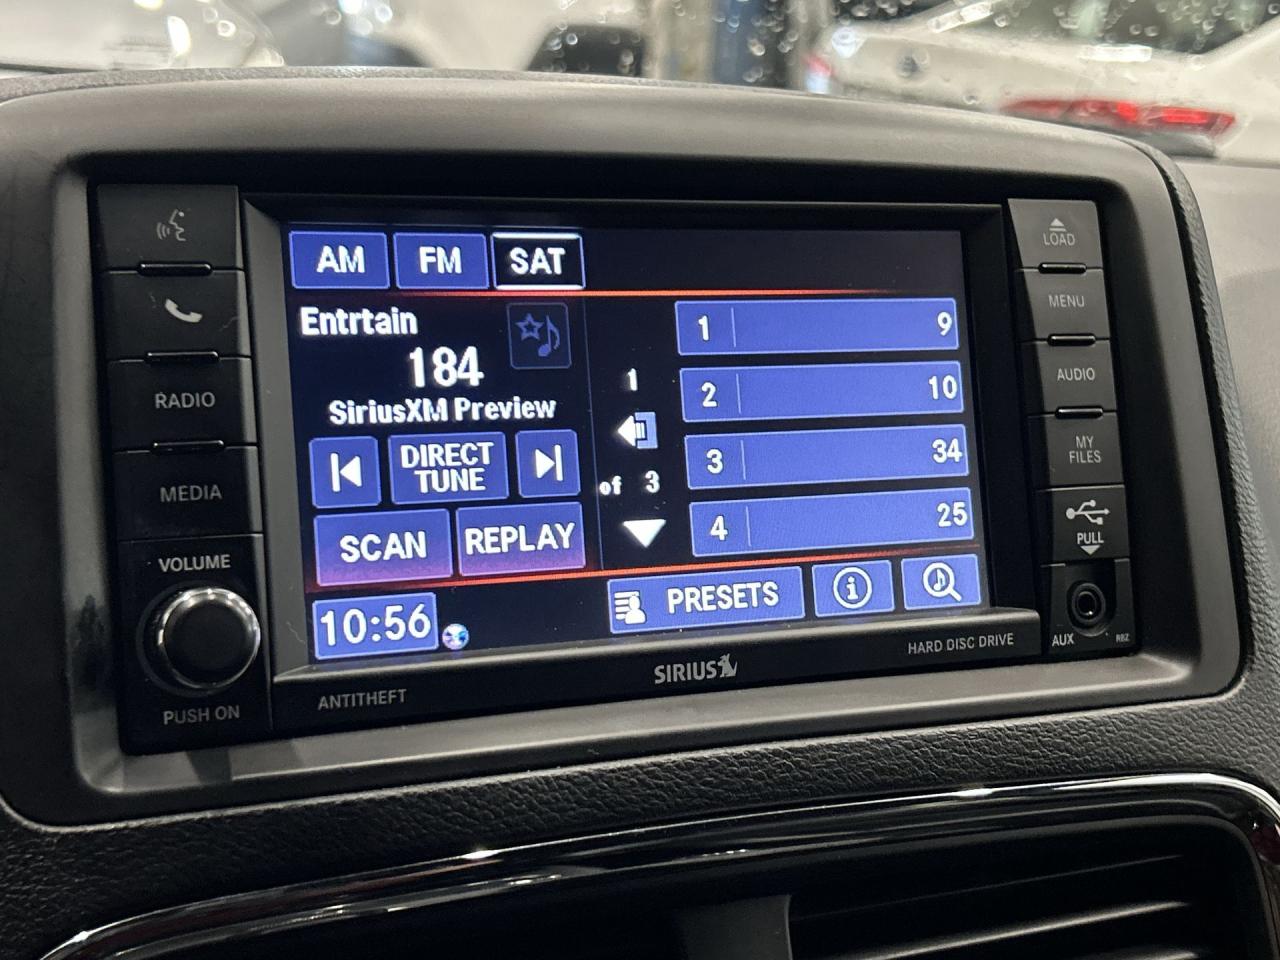 AM FM SAT
Entrtain
184
SiriusXM Preview
DIRECT
TUNE
SCAN REPLAY
10:56
1
of 3
1 9
2 10
3 34
4 25
PRESETS
i
RADIO
MEDIA
VOLUME
PUSH ON
ANTITHEFT
SIRIUS
HARD DISC DRIVE
LOAD
MENU
AUDIO
MY
FILES
PULL
AUX RBZ